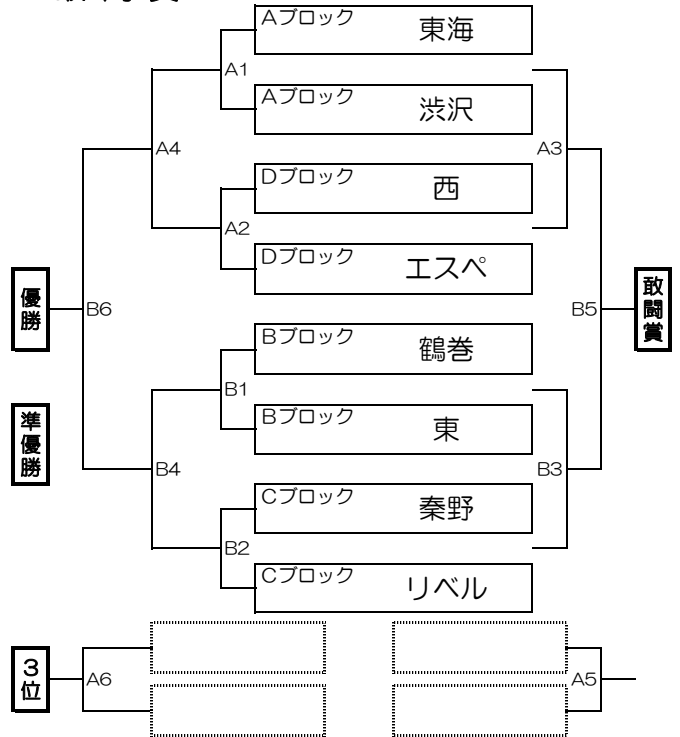 Aブロック 東海
A1
Aブロック 渋沢
A4
A3
Dブロック 西
A2
Dブロック エスペ
優勝
B6
B5
敢闘賞
Bブロック 鶴巻
B1
Bブロック 東
準優勝
B4
B3
Cブロック 秦野
B2
Cブロック リベル
3位
A6
A5